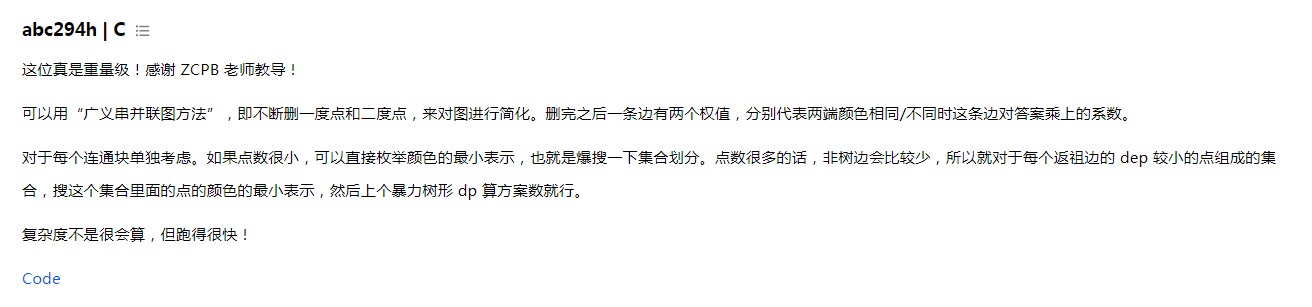 abc294h | C
这位真是重量级！感谢 ZCPB 老师教导！
可以用“广义串并联图方法”，即不断删一度点和二度点，来对图进行简化。删完之后一条边有两个权值，分别代表两端颜色相同/不同时这条边对答案乘上的系数。
对于每个连通块单独考虑。如果点数很小，可以直接枚举颜色的最小表示，也就是爆搜一下集合划分。点数很多的话，非树边会比较少，所以就对于每个返祖边的 dep 较小的点组成的集
合，搜这个集合里面的点的颜色的最小表示，然后上个暴力树形 dp 算方案数就行。
复杂度不是很会算，但跑得很快！
Code